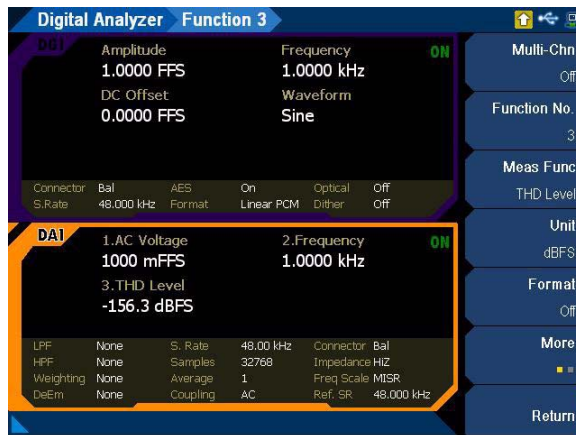 Digital Analyzer Function 3
DGI ON
Amplitude Frequency
1.0000 FFS 1.0000 kHz
DC Offset Waveform
0.0000 FFS Sine
Connector Bal AES On Optical Off
S.Rate 48.000 kHz Format Linear PCM Dither Off
DAI ON
1.AC Voltage 2.Frequency
1000 mFFS 1.0000 kHz
3.THD Level
-156.3 dBFS
LPF None S. Rate 48.00 kHz Connector Bal
HPF None Samples 32768 Impedance HiZ
Weighting None Average 1 Freq Scale MISR
DeEm None Coupling AC Ref. SR 48.000 kHz
Multi-Chn
Off
Function No.
3
Meas Func
THD Level
Unit
dBFS
Format
Off
More
Return